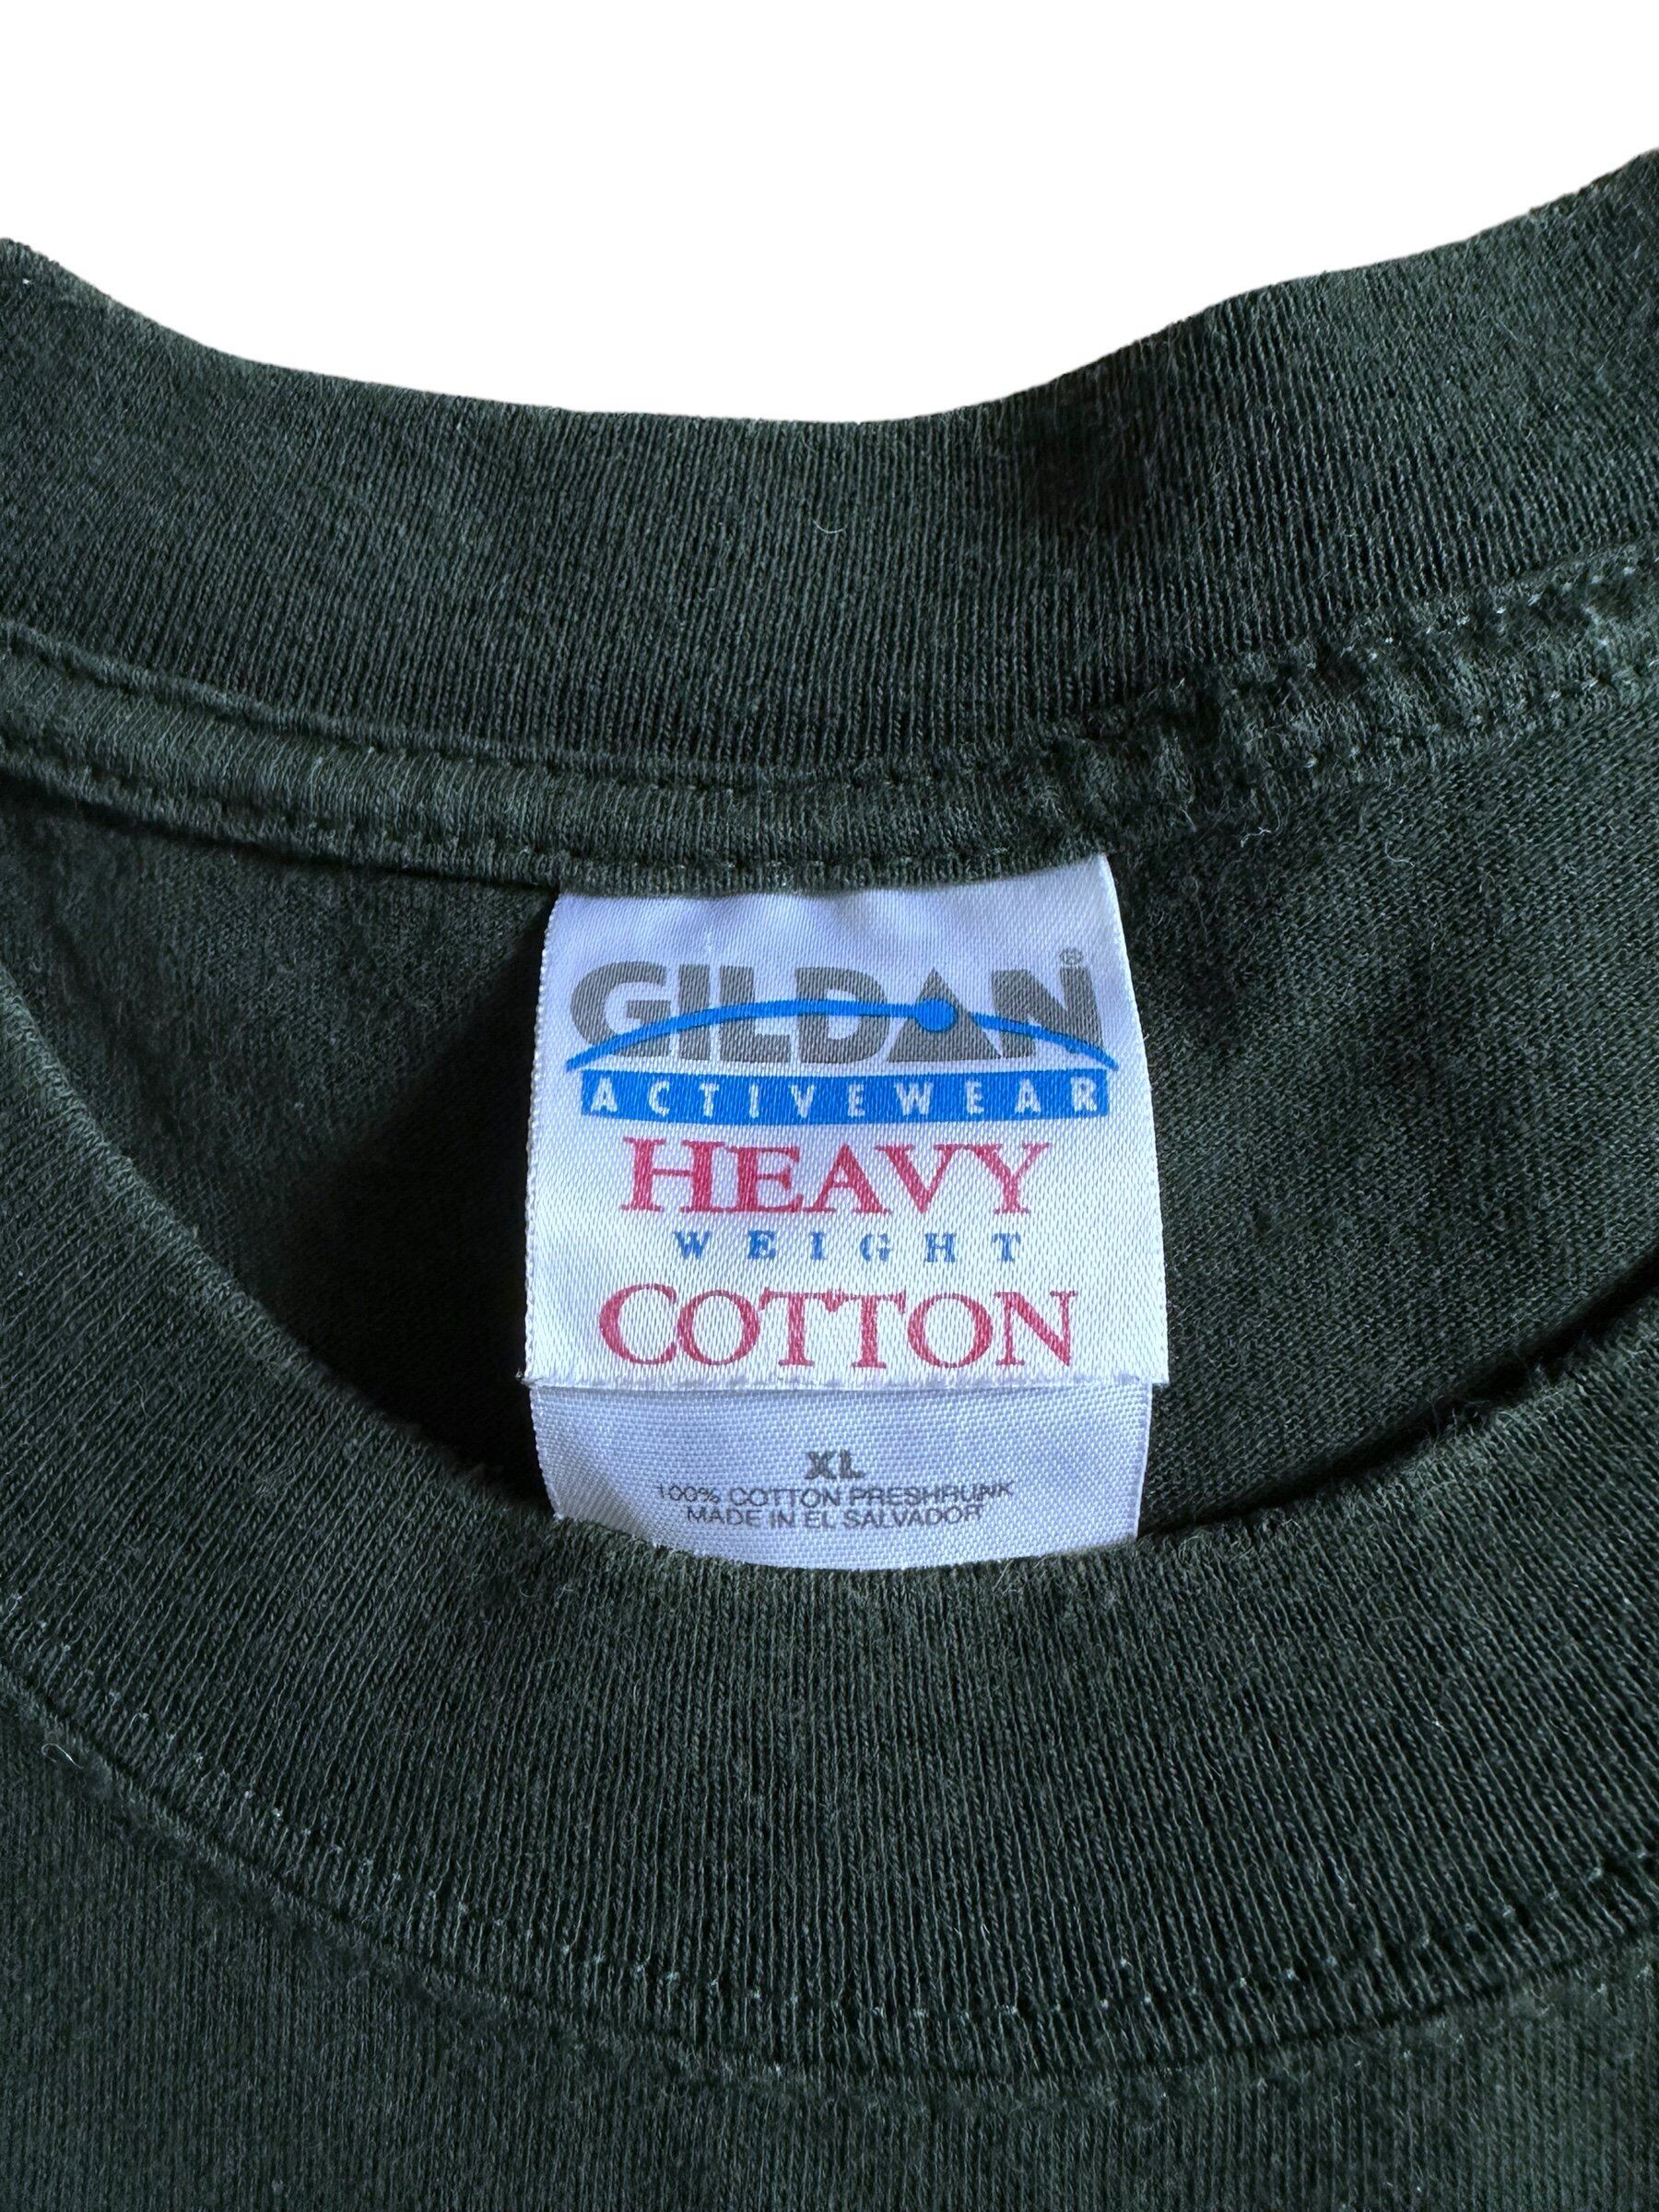 GILDAN®
ACTIVEWEAR
HEAVY
WEIGHT
COTTON
XL
100% COTTON PRESHRUNK
MADE IN EL SALVADOR